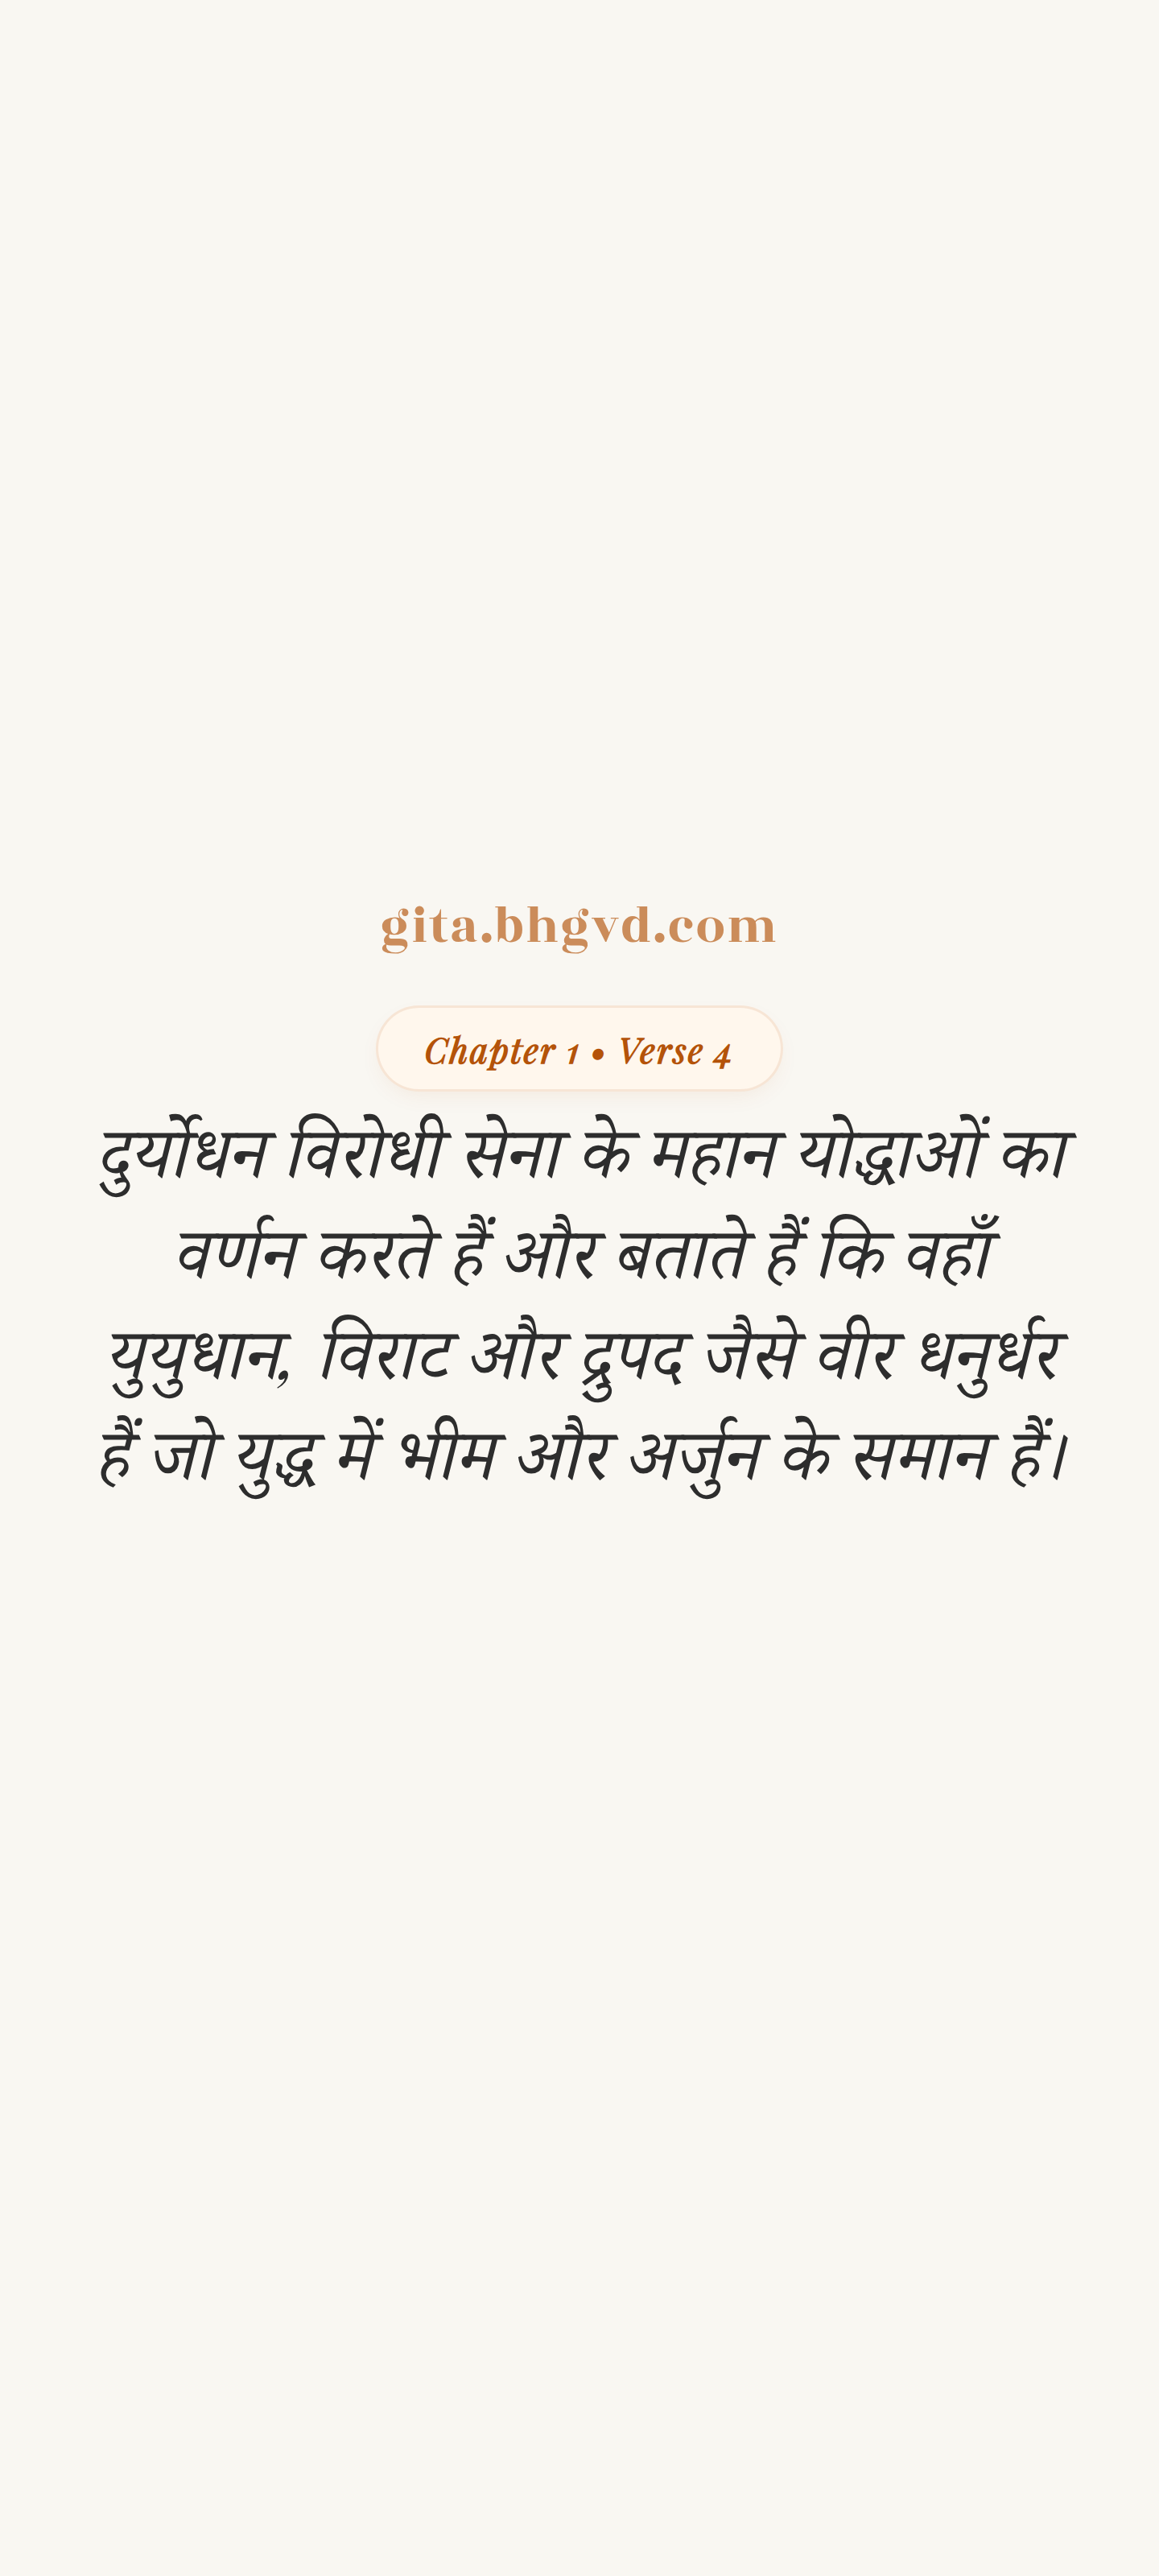 gita.bhgvd.com
Chapter 1 • Verse 4
दुर्योधन विरोधी सेना के महान योद्धाओं का
वर्णन करते हैं और बताते हैं कि वहाँ
युयुधान, विराट और द्रुपद जैसे वीर धनुर्धर
हैं जो युद्ध में भीम और अर्जुन के समान हैं।